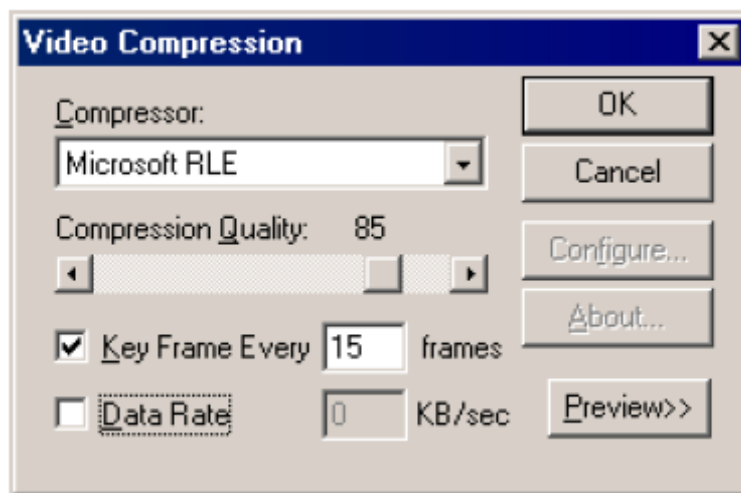 Video Compression
Compressor:
OK
Microsoft RLE
Cancel
Compression Quality: 85
Configure...
About...
Key Frame Every 15 frames
Data Rate 0 KB/sec
Preview>>